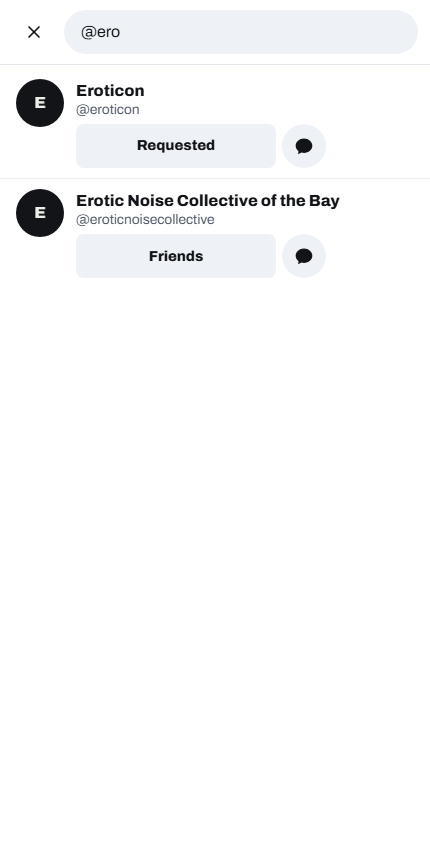 @ero
E
Eroticon
@eroticon
Requested
E
Erotic Noise Collective of the Bay
@eroticnoisecollective
Friends